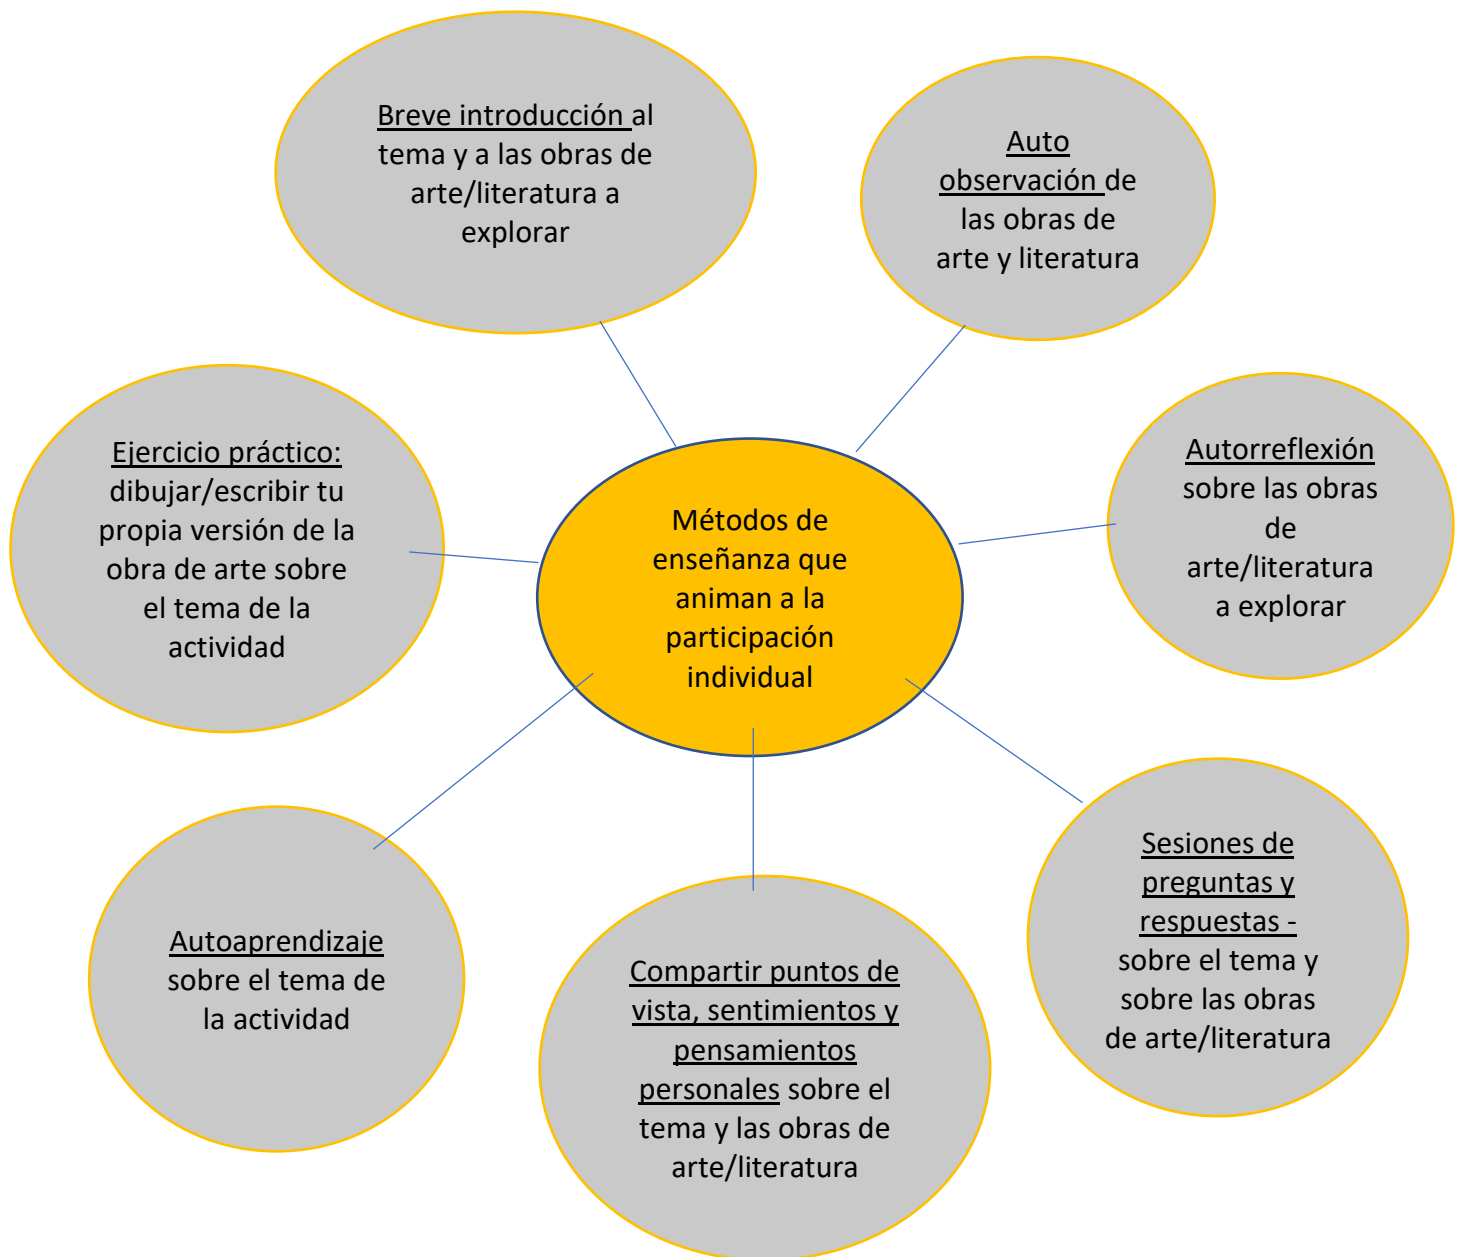 Breve introducción al
tema y a las obras de
arte/literatura a
explorar
Auto
observación de
las obras de
arte y literatura
Autorreflexión
sobre las obras
de
arte/literatura
a explorar
Sesiones de
preguntas y
respuestas -
sobre el tema y
sobre las obras
de arte/literatura
Compartir puntos de
vista, sentimientos y
pensamientos
personales sobre el
tema y las obras de
arte/literatura
Autoaprendizaje
sobre el tema de
la actividad
Ejercicio práctico:
dibujar/escribir tu
propia versión de la
obra de arte sobre
el tema de la
actividad
Métodos de
enseñanza que
animan a la
participación
individual